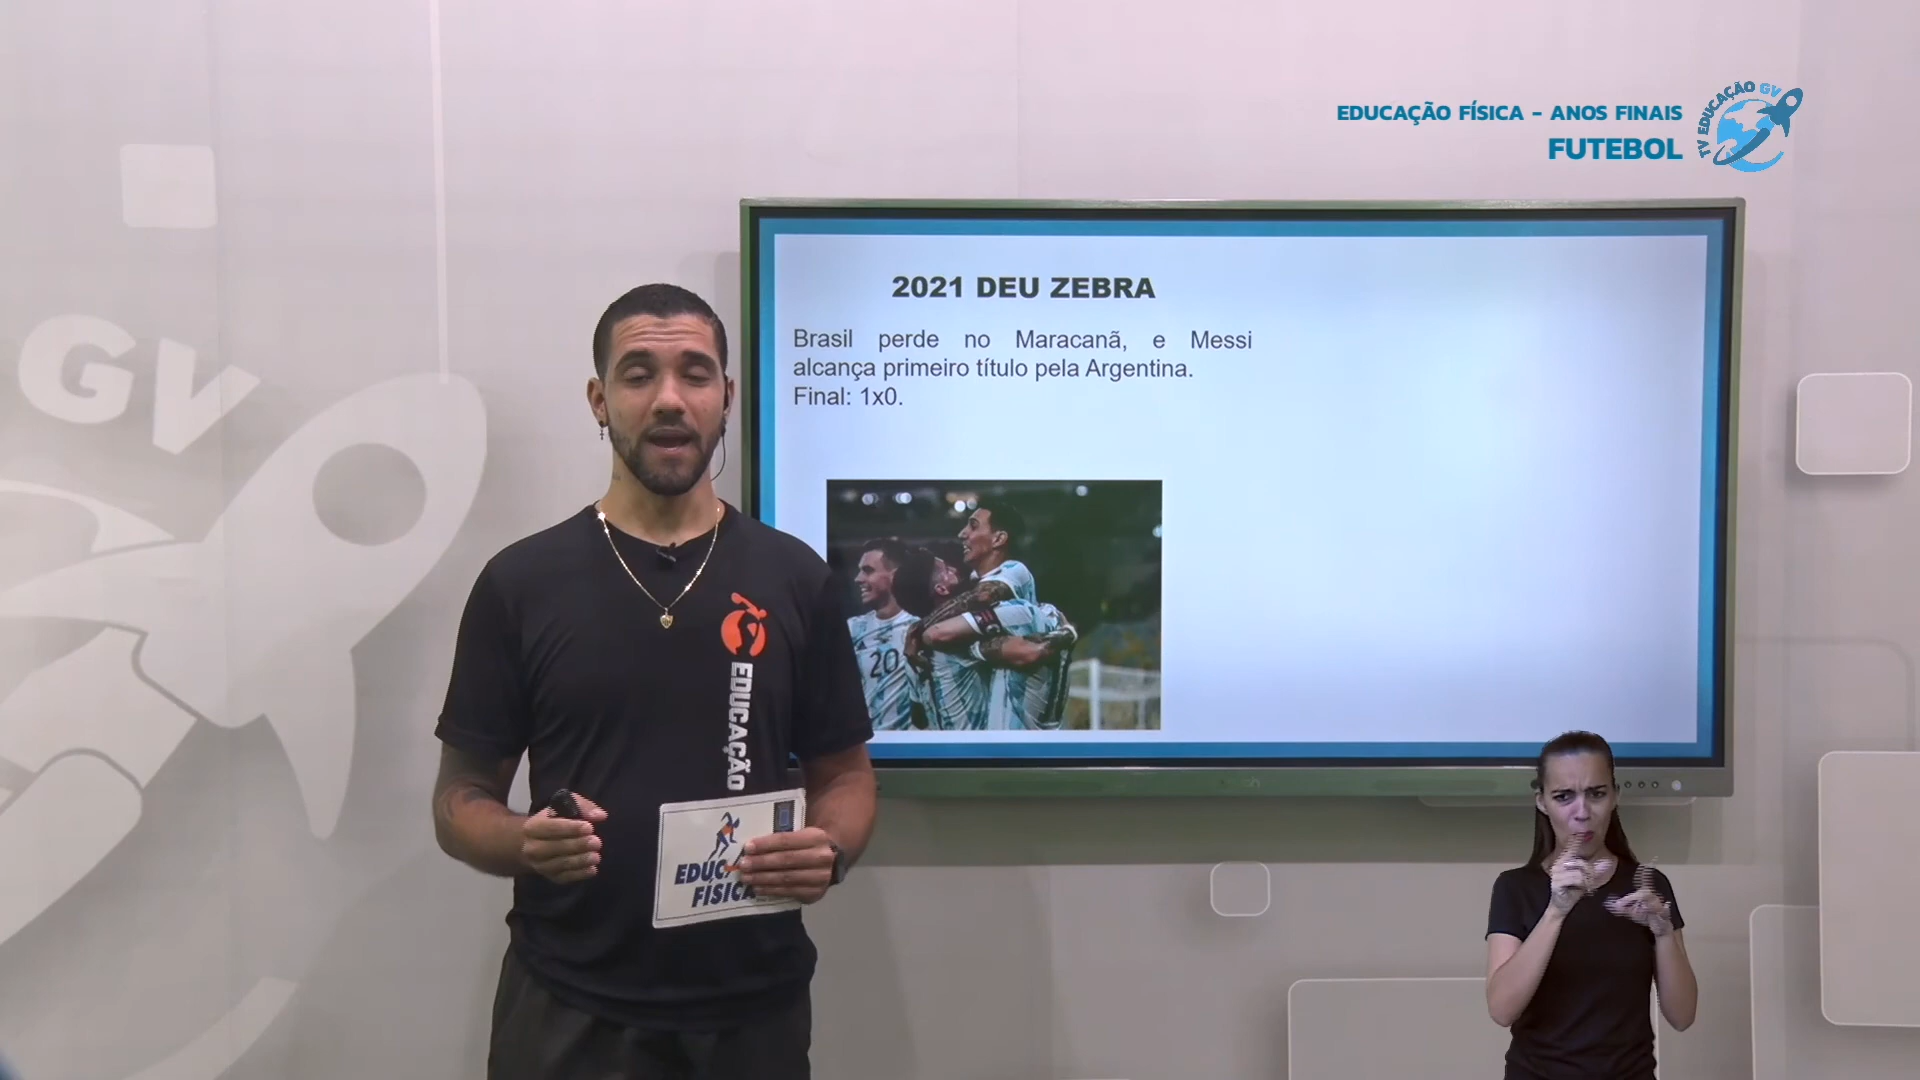 EDUCAÇÃO FÍSICA - ANOS FINAIS
FUTEBOL
TV EDUCAÇÃO GV
2021 DEU ZEBRA
Brasil perde no Maracanã, e Messi
alcança primeiro título pela Argentina.
Final: 1x0.
GV
20
EDUCAÇÃO
EDUC
FÍSICA